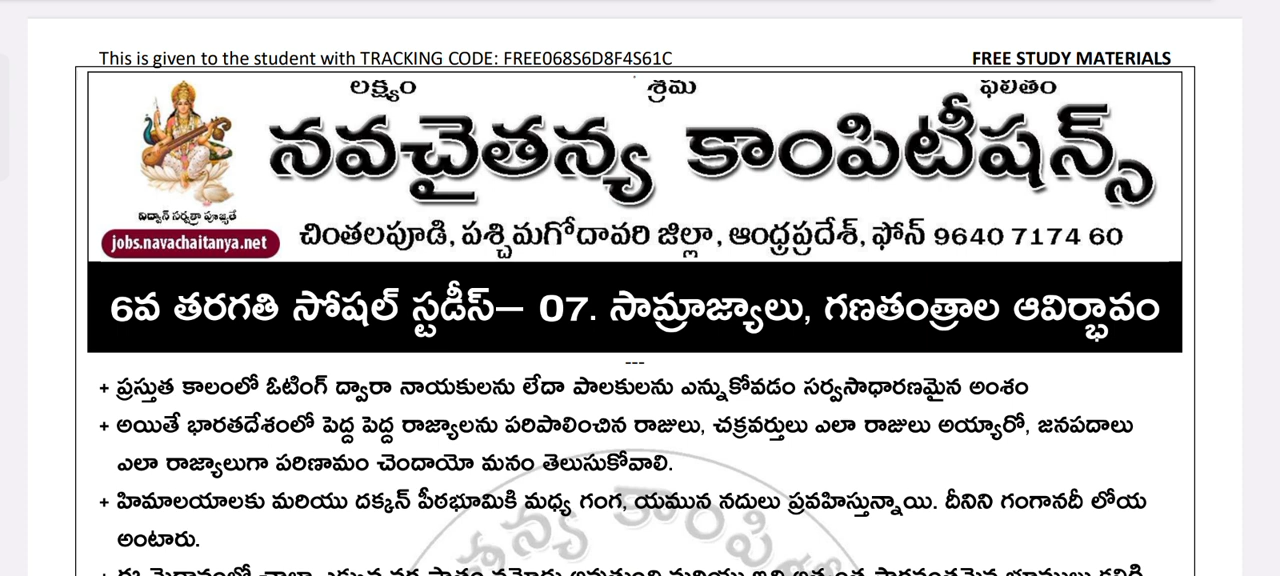 This is given to the student with TRACKING CODE: FREE068S6D8F4S61C FREE STUDY MATERIALS
లక్ష్యం శ్రమ ఫలితం
నవచైతన్య కాంపిటీషన్స్
విద్వాన్ సర్వత్రా పూజ్యతే
jobs.navachaitanya.net
చింతలపూడి, పశ్చిమగోదావరి జిల్లా, ఆంధ్రప్రదేశ్, ఫోన్ 9640 7174 60
6వ తరగతి సోషల్ స్టడీస్– 07. సామ్రాజ్యాలు, గణతంత్రాల ఆవిర్భావం
---
+ ప్రస్తుత కాలంలో ఓటింగ్ ద్వారా నాయకులను లేదా పాలకులను ఎన్నుకోవడం సర్వసాధారణమైన అంశం
+ అయితే భారతదేశంలో పెద్ద పెద్ద రాజ్యాలను పరిపాలించిన రాజులు, చక్రవర్తులు ఎలా రాజులు అయ్యారో, జనపదాలు
ఎలా రాజ్యాలుగా పరిణామం చెందాయో మనం తెలుసుకోవాలి.
+ హిమాలయాలకు మరియు దక్కన్ పీఠభూమికి మధ్య గంగ, యమున నదులు ప్రవహిస్తున్నాయి. దీనిని గంగానదీ లోయ
అంటారు.